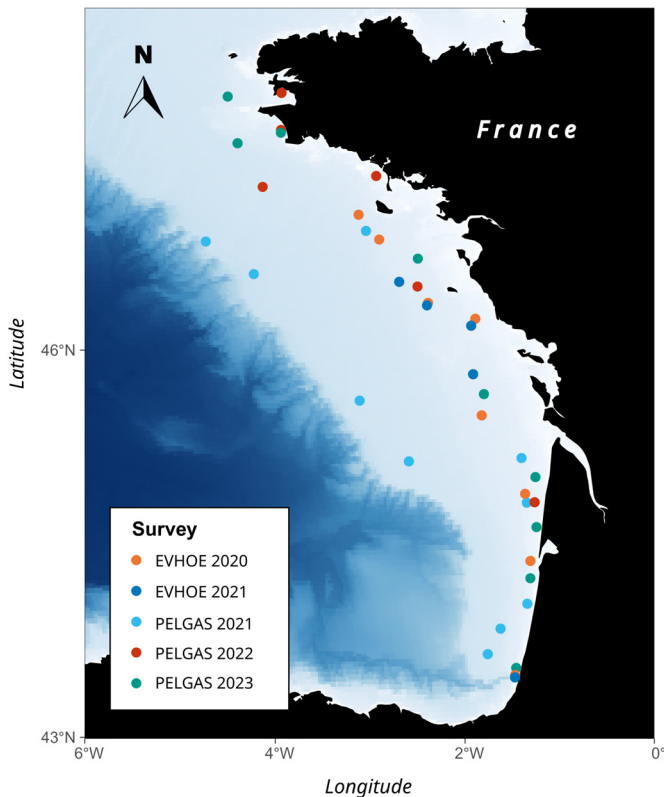 N
France
Latitude
46°N
Survey
EVHOE 2020
EVHOE 2021
PELGAS 2021
PELGAS 2022
PELGAS 2023
43°N
6°W
4°W
2°W
0°
Longitude